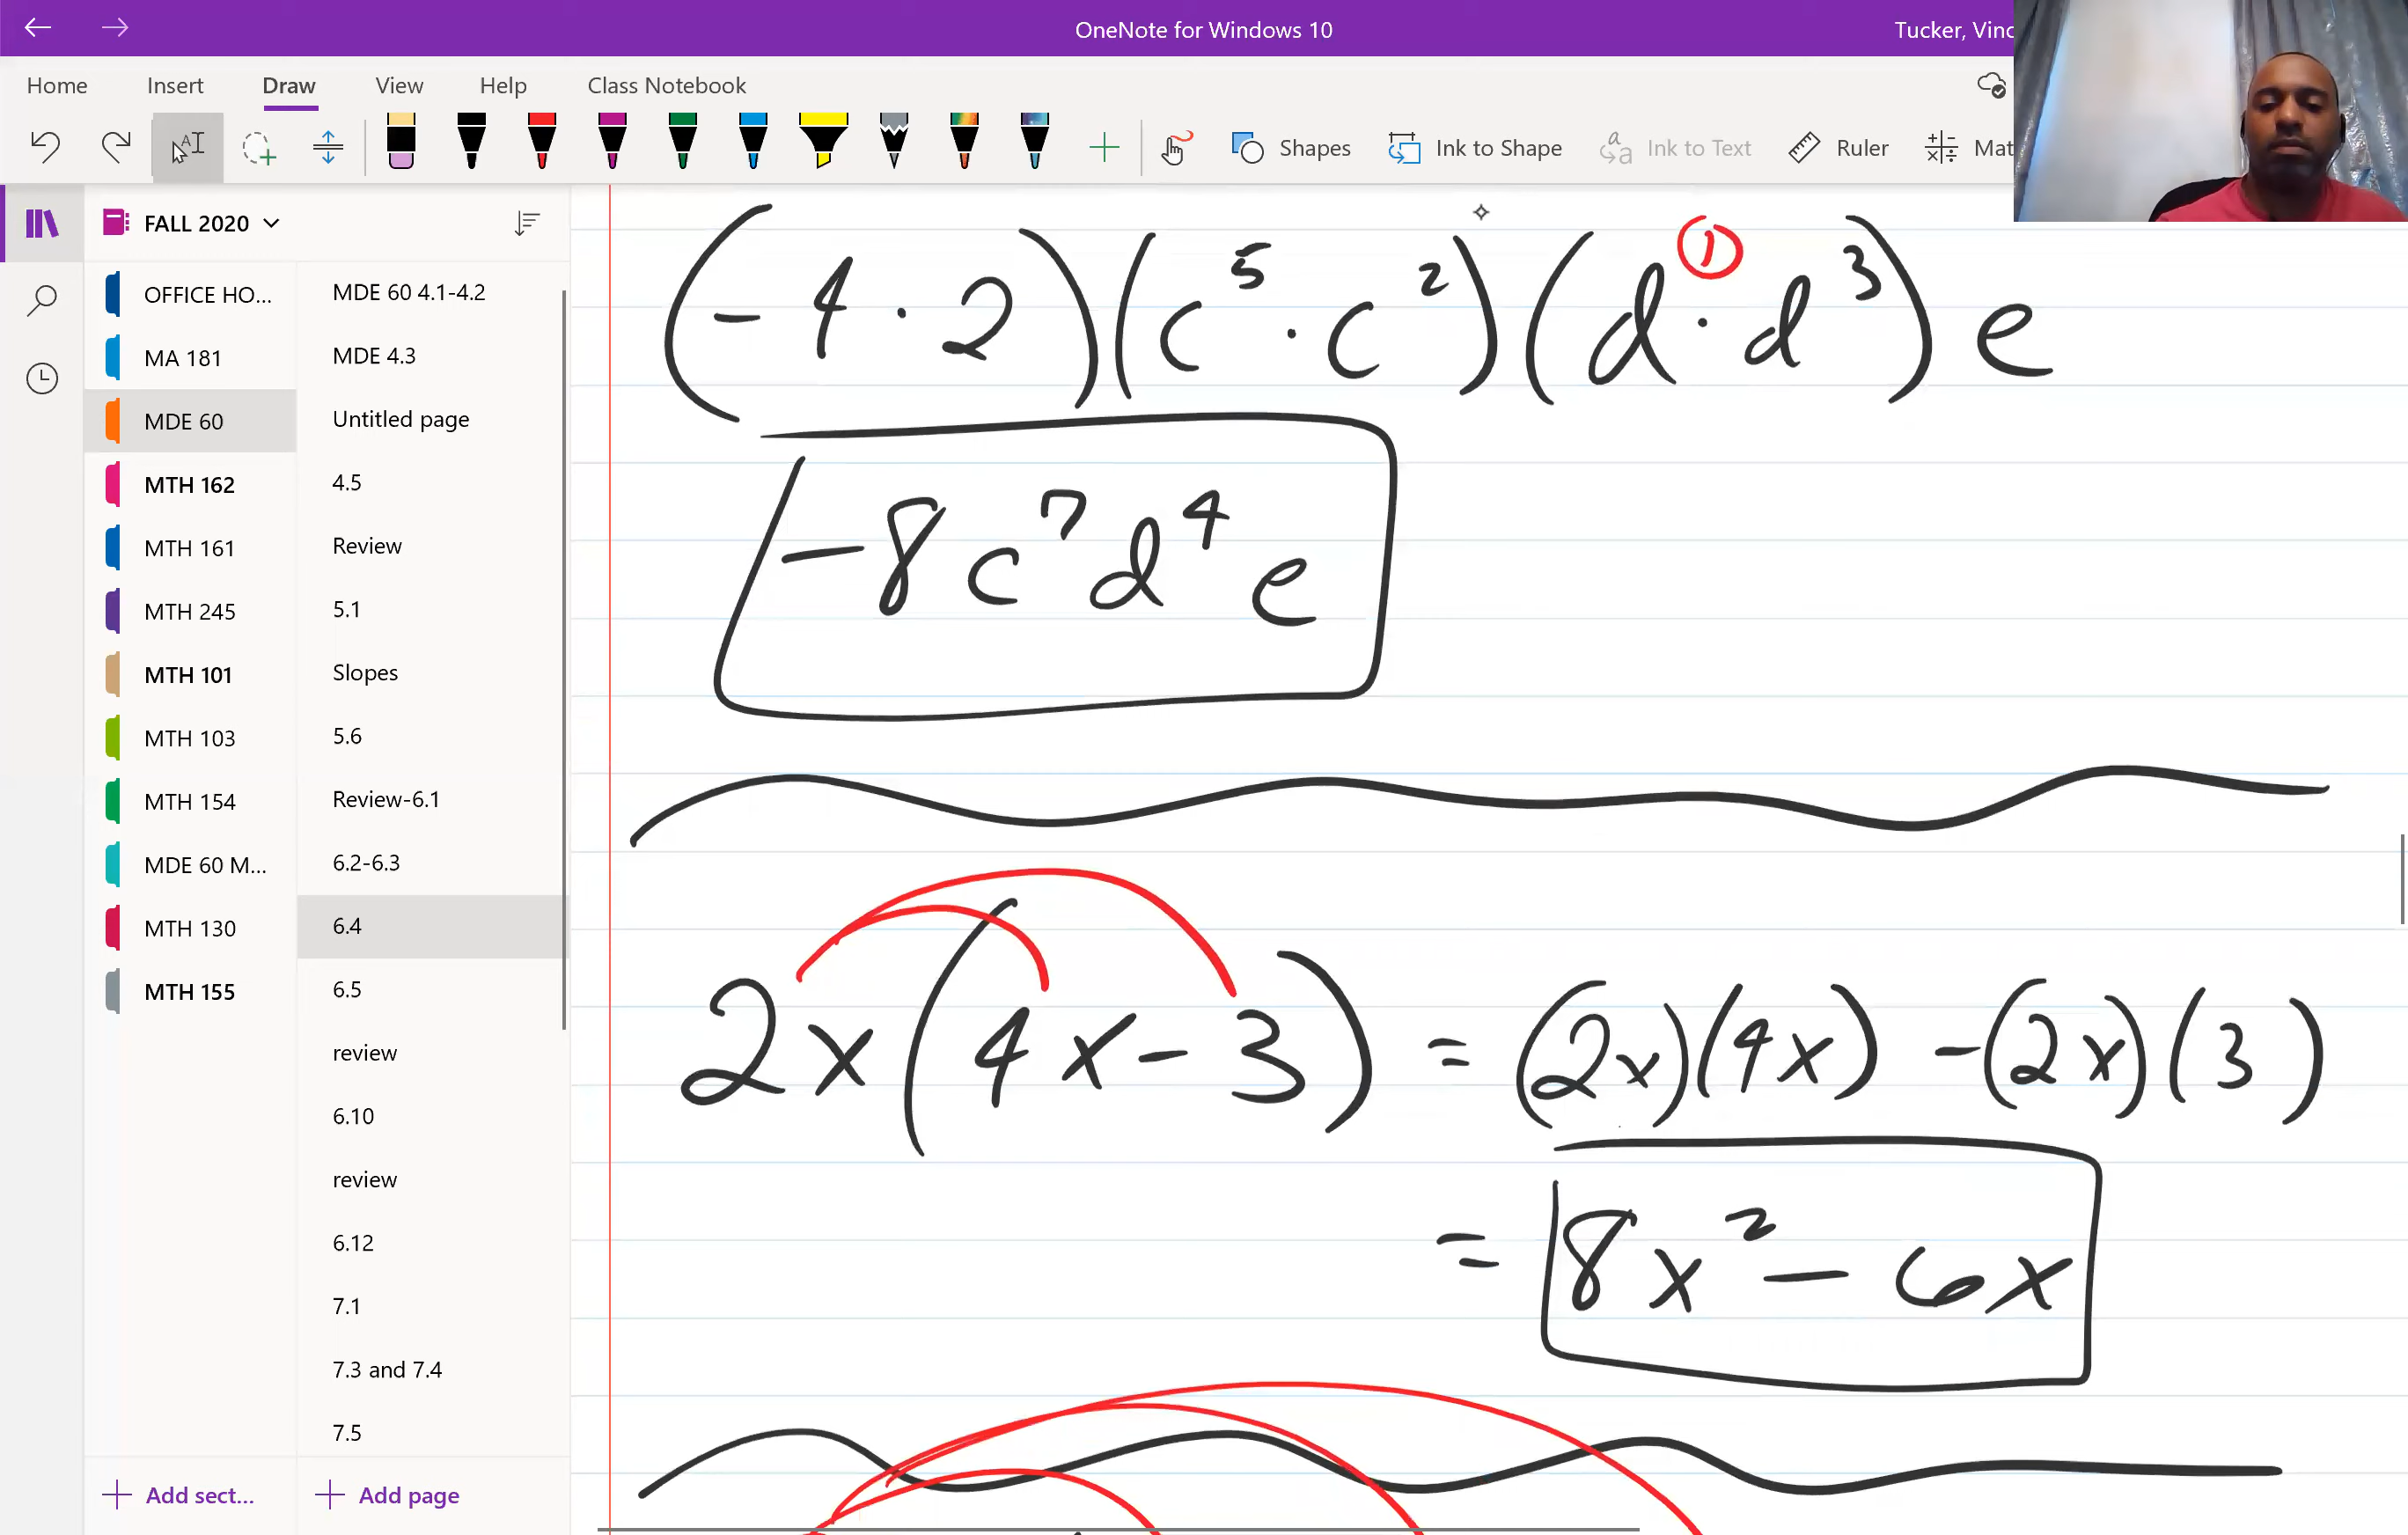 OneNote for Windows 10
Tucker, Vinc
Home Insert Draw View Help Class Notebook
Shapes Ink to Shape Ink to Text Ruler Mat
FALL 2020
OFFICE HO...
MA 181
MDE 60
MTH 162
MTH 161
MTH 245
MTH 101
MTH 103
MTH 154
MDE 60 M...
MTH 130
MTH 155
Add sect...
MDE 60 4.1-4.2
MDE 4.3
Untitled page
4.5
Review
5.1
Slopes
5.6
Review-6.1
6.2-6.3
6.4
6.5
review
6.10
review
6.12
7.1
7.3 and 7.4
7.5
Add page
(-4·2)(c⁵·c²)(d①·d³)e
-8c⁷d⁴e
2x(4x-3) = (2x)(4x) -(2x)(3)
= 8x² - 6x